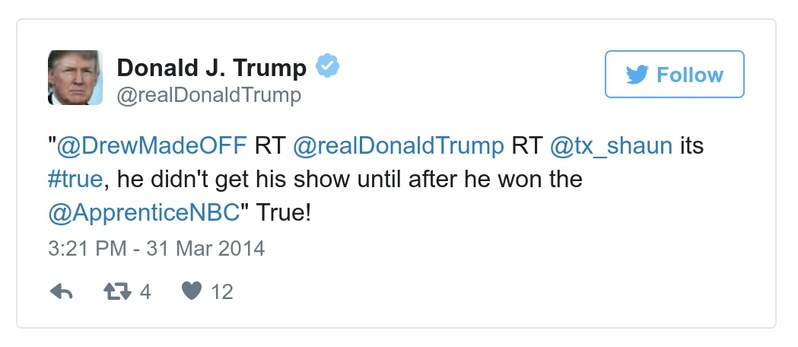 Donald J. Trump
@realDonaldTrump
Follow
"@DrewMadeOFF RT @realDonaldTrump RT @tx_shaun its
#true, he didn't get his show until after he won the
@ApprenticeNBC" True!
3:21 PM - 31 Mar 2014
4 12